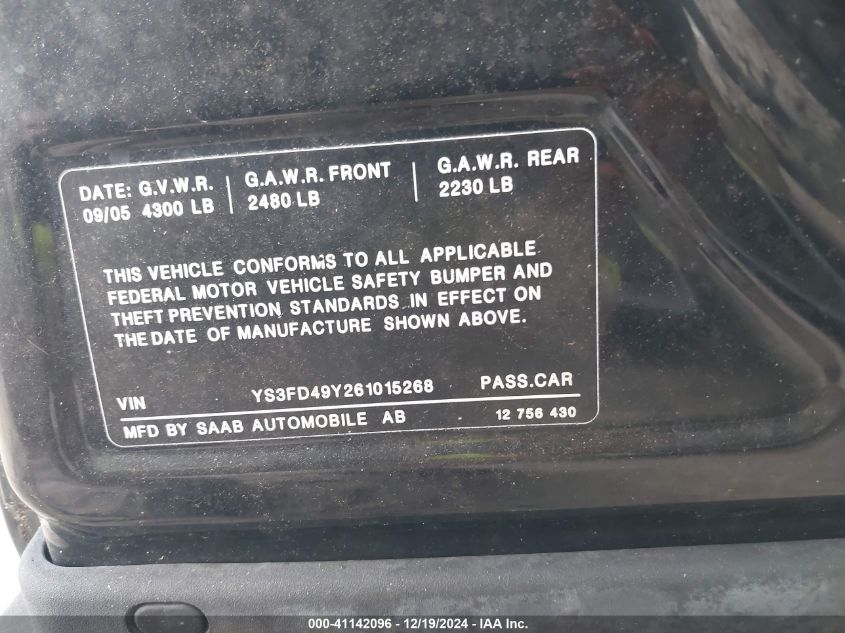 DATE: G.V.W.R. | G.A.W.R. FRONT | G.A.W.R. REAR
09/05 4300 LB | 2480 LB | 2230 LB
THIS VEHICLE CONFORMS TO ALL APPLICABLE
FEDERAL MOTOR VEHICLE SAFETY BUMPER AND
THEFT PREVENTION STANDARDS IN EFFECT ON
THE DATE OF MANUFACTURE SHOWN ABOVE.
VIN YS3FD49Y261015268 PASS.CAR
MFD BY SAAB AUTOMOBILE AB 12 756 430
000-41142096 - 12/19/2024 - IAA Inc.